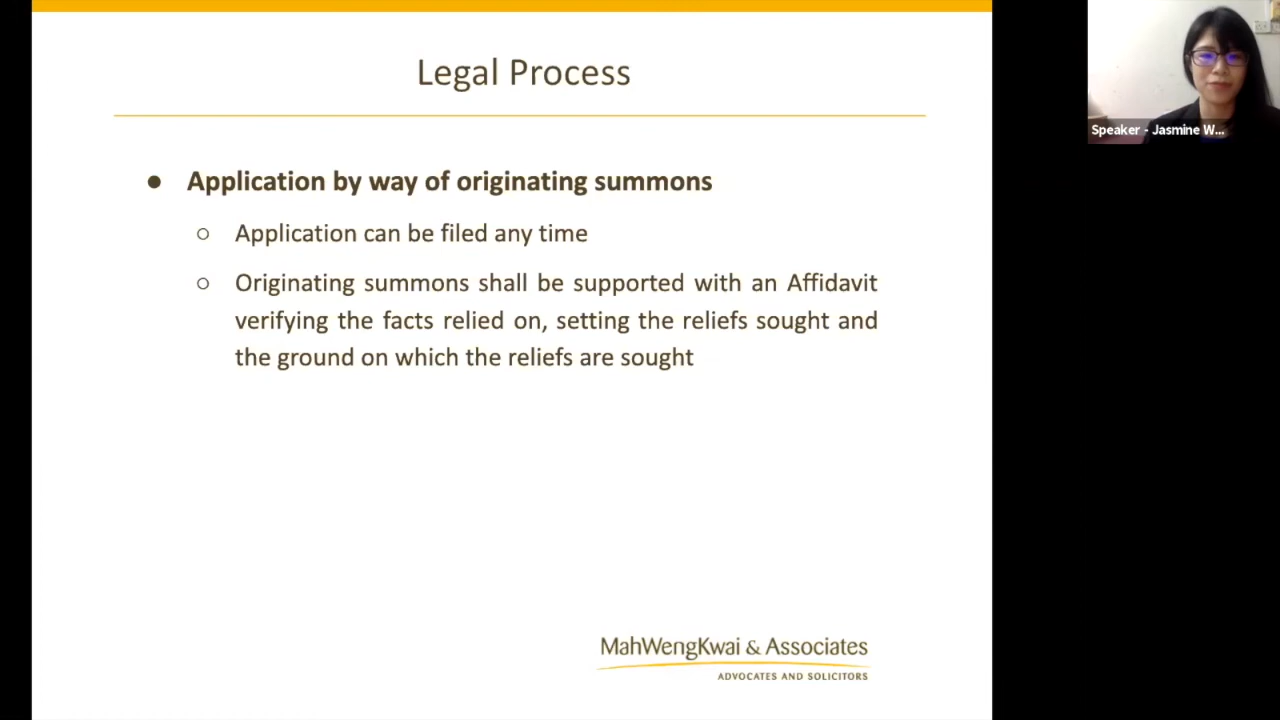 Legal Process
● Application by way of originating summons
○ Application can be filed any time
○ Originating summons shall be supported with an Affidavit
verifying the facts relied on, setting the reliefs sought and
the ground on which the reliefs are sought
MahWengKwai & Associates
ADVOCATES AND SOLICITORS
Speaker - Jasmine W...